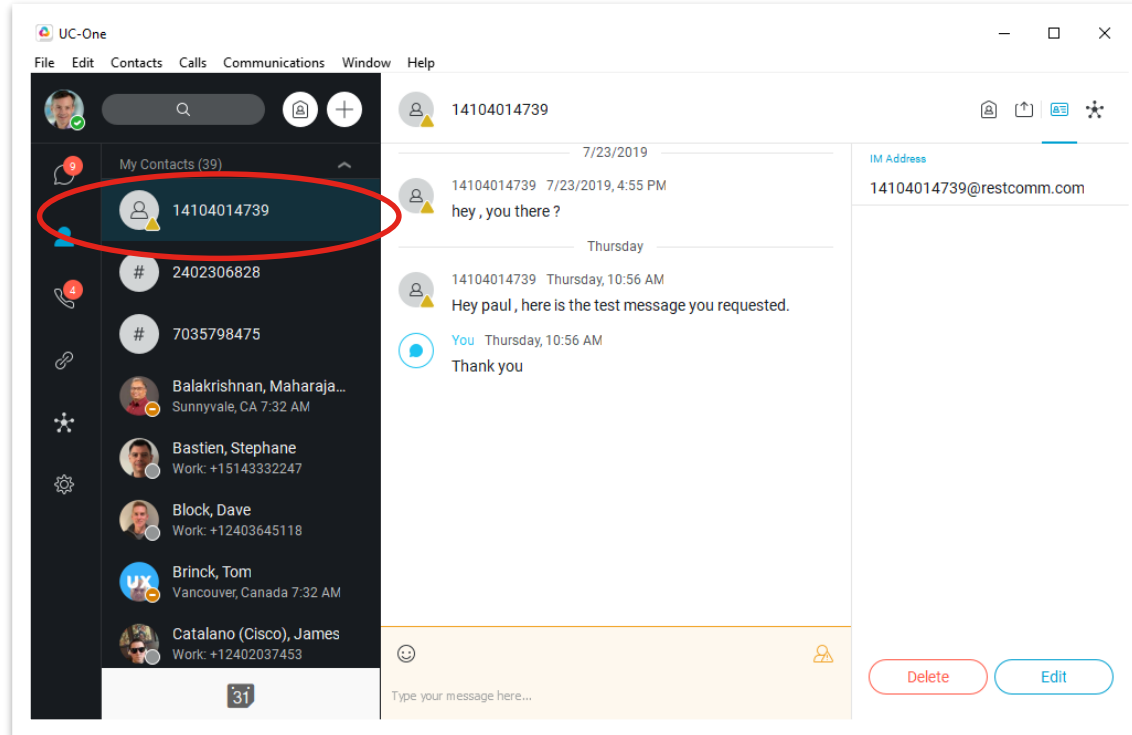 UC-One
File Edit Contacts Calls Communications Window Help
14104014739
9
My Contacts (39)
14104014739
4
# 2402306828
# 7035798475
Balakrishnan, Maharaja...
Sunnyvale, CA 7:32 AM
Bastien, Stephane
Work: +15143332247
Block, Dave
Work: +12403645118
UX
Brinck, Tom
Vancouver, Canada 7:32 AM
Catalano (Cisco), James
Work: +12402037453
31
7/23/2019
14104014739 7/23/2019, 4:55 PM
hey , you there ?
Thursday
14104014739 Thursday, 10:56 AM
Hey paul , here is the test message you requested.
You Thursday, 10:56 AM
Thank you
Type your message here...
IM Address
14104014739@restcomm.com
Delete Edit